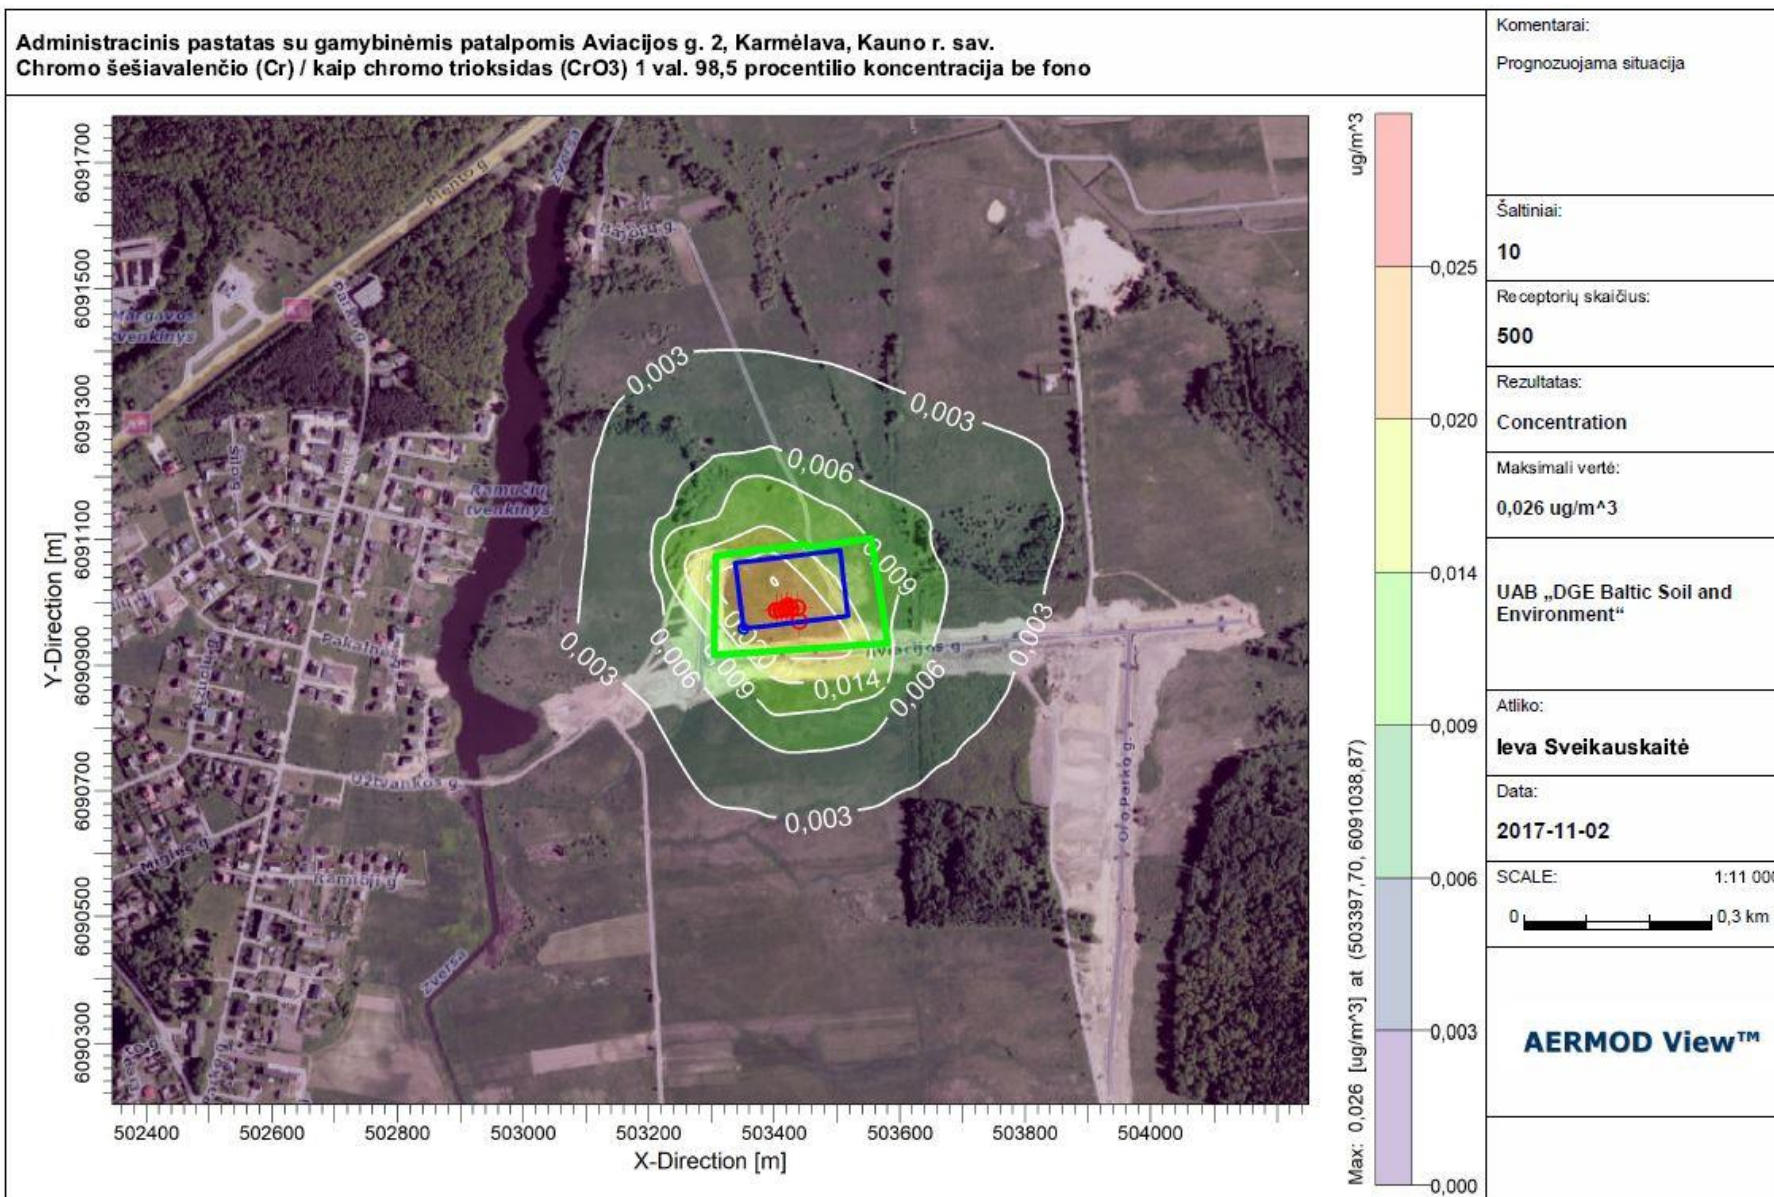 Administracinis pastatas su gamybinėmis patalpomis Aviacijos g. 2, Karmėlava, Kauno r. sav.
Chromo šešiavalenčio (Cr) / kaip chromo trioksidas (CrO3) 1 val. 98,5 procentilio koncentracija be fono
Komentarai:
Prognozuojama situacija
Šaltiniai:
10
Receptorių skaičius:
500
Rezultatas:
Concentration
Maksimali vertė:
0,026 ug/m^3
UAB „DGE Baltic Soil and
Environment“
Atliko:
Ieva Sveikauskaitė
Data:
2017-11-02
SCALE:
1:11 000
0
0,3 km
AERMOD View™
Y-Direction [m]
6091700
6091500
6091300
6091100
6090900
6090700
6090500
6090300
502400
502600
502800
503000
503200
503400
503600
503800
504000
X-Direction [m]
ug/m^3
0,025
0,020
0,014
0,009
0,006
0,003
0,000
Max: 0,026 [ug/m^3] at (503397,70, 6091038,87)
Plento g.
Žversa
Bajorų g.
Margavos
tvenkinys
Parko g.
Šilo g.
Ramučių
tvenkinys
Pakalnės g.
Užtvankos g.
Miglos g.
Ramioji g.
Žversa
Parko g.
Aviacijos g.
Oro Parko g.
0,003
0,003
0,006
0,009
0,003
0,003
0,006
0,009
0,020
0,014
0,006
0,003